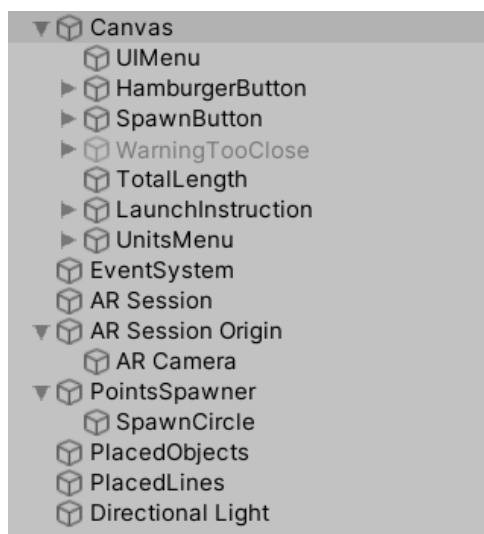 Canvas
UIMenu
HamburgerButton
SpawnButton
WarningTooClose
TotalLength
LaunchInstruction
UnitsMenu
EventSystem
AR Session
AR Session Origin
AR Camera
PointsSpawner
SpawnCircle
PlacedObjects
PlacedLines
Directional Light